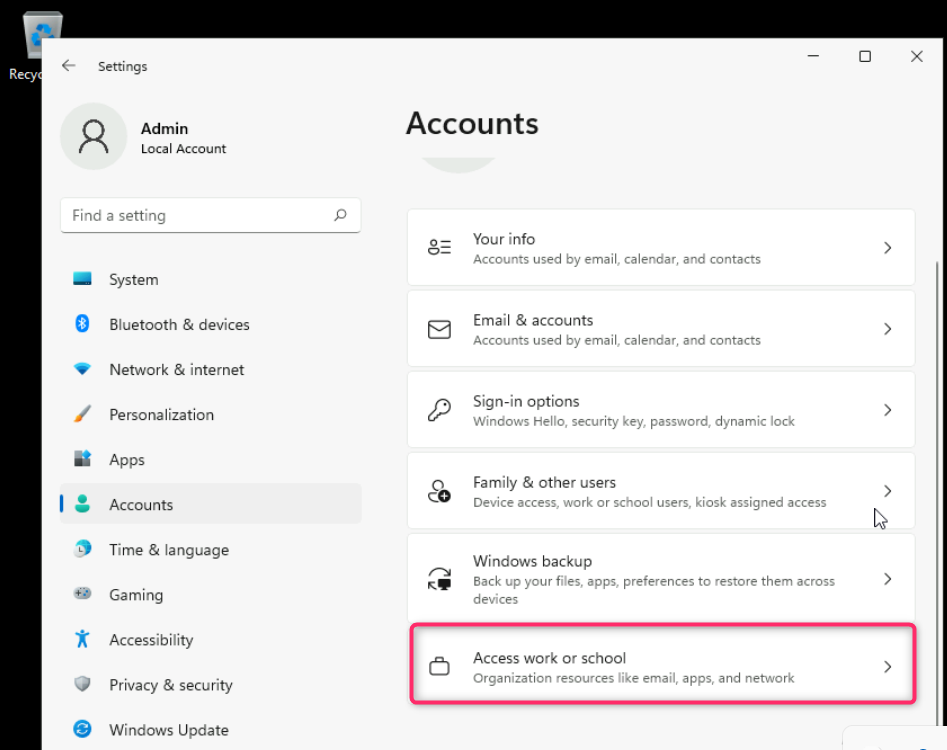 Recyc
Settings
Admin
Local Account
Find a setting
System
Bluetooth & devices
Network & internet
Personalization
Apps
Accounts
Time & language
Gaming
Accessibility
Privacy & security
Windows Update
Accounts
Your info
Accounts used by email, calendar, and contacts
Email & accounts
Accounts used by email, calendar, and contacts
Sign-in options
Windows Hello, security key, password, dynamic lock
Family & other users
Device access, work or school users, kiosk assigned access
Windows backup
Back up your files, apps, preferences to restore them across
devices
Access work or school
Organization resources like email, apps, and network